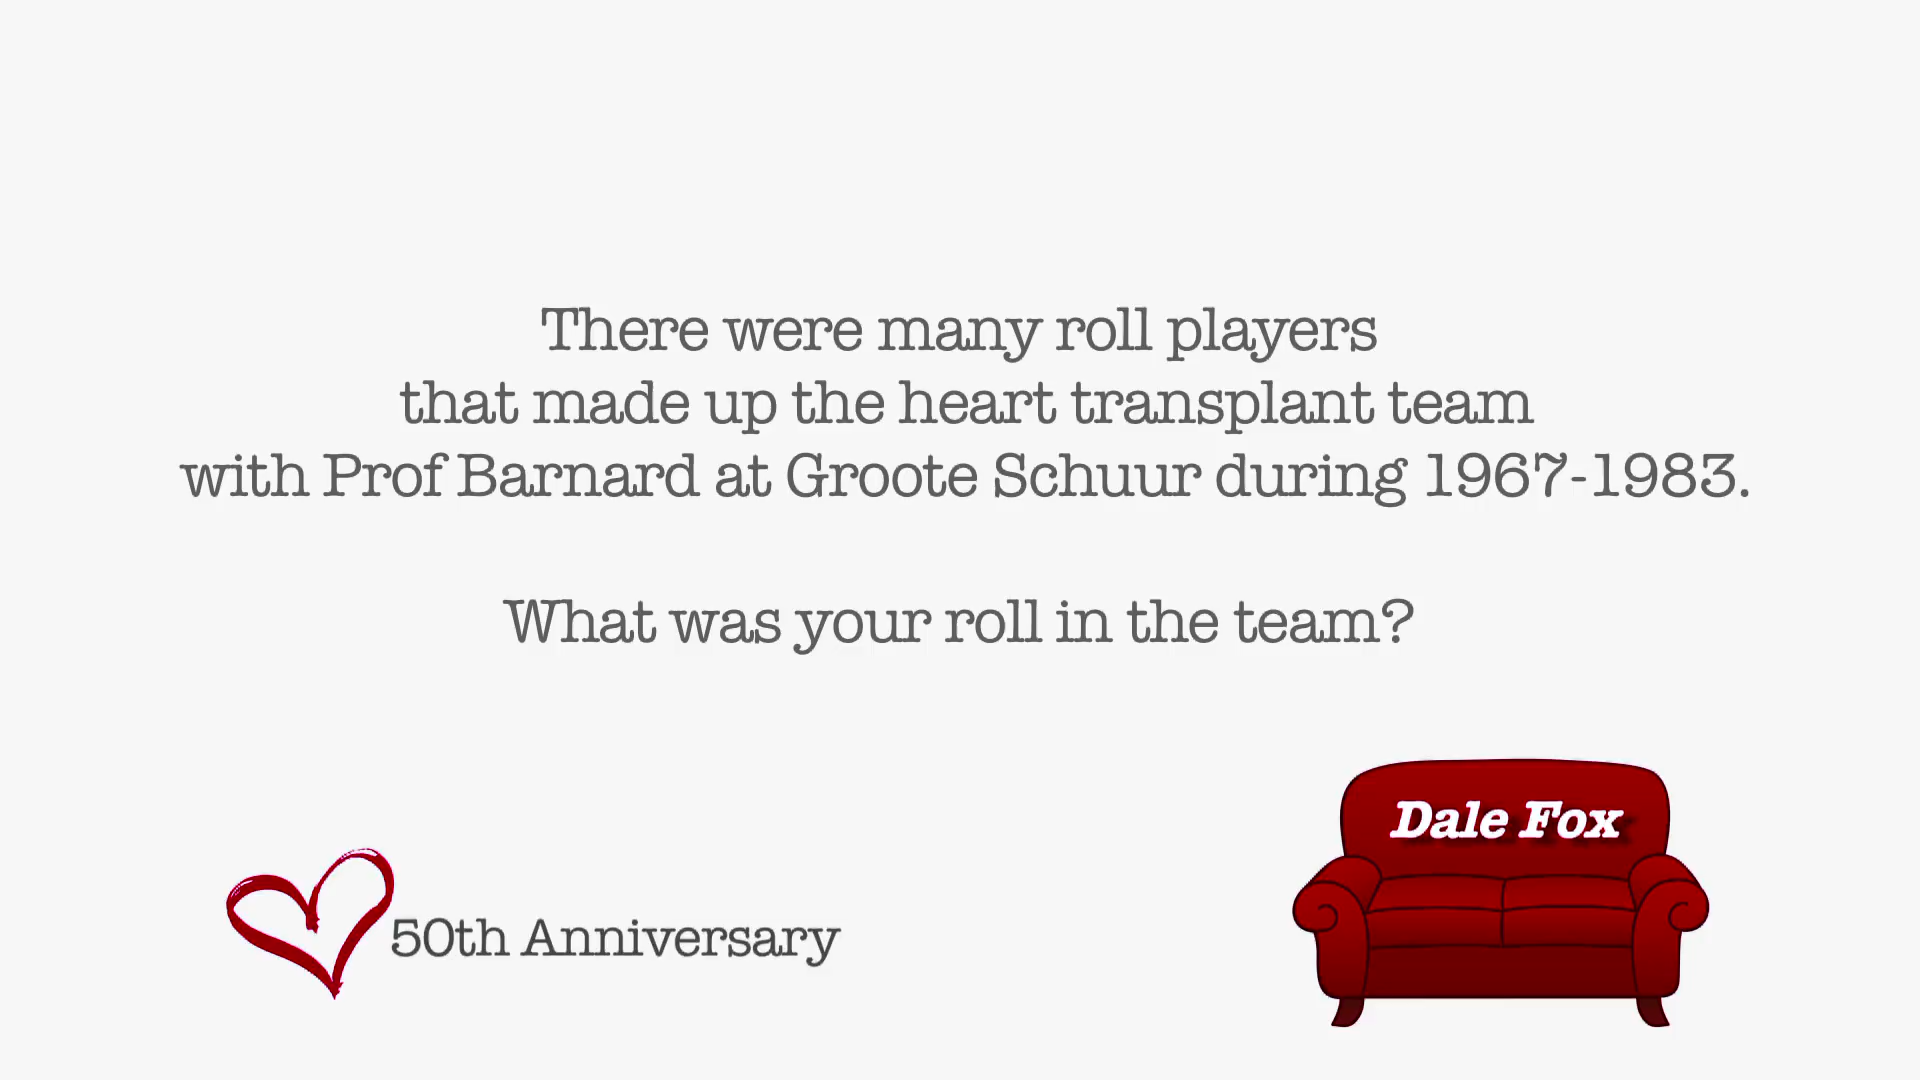 There were many roll players
that made up the heart transplant team
with Prof Barnard at Groote Schuur during 1967-1983.
What was your roll in the team?
Dale Fox
50th Anniversary